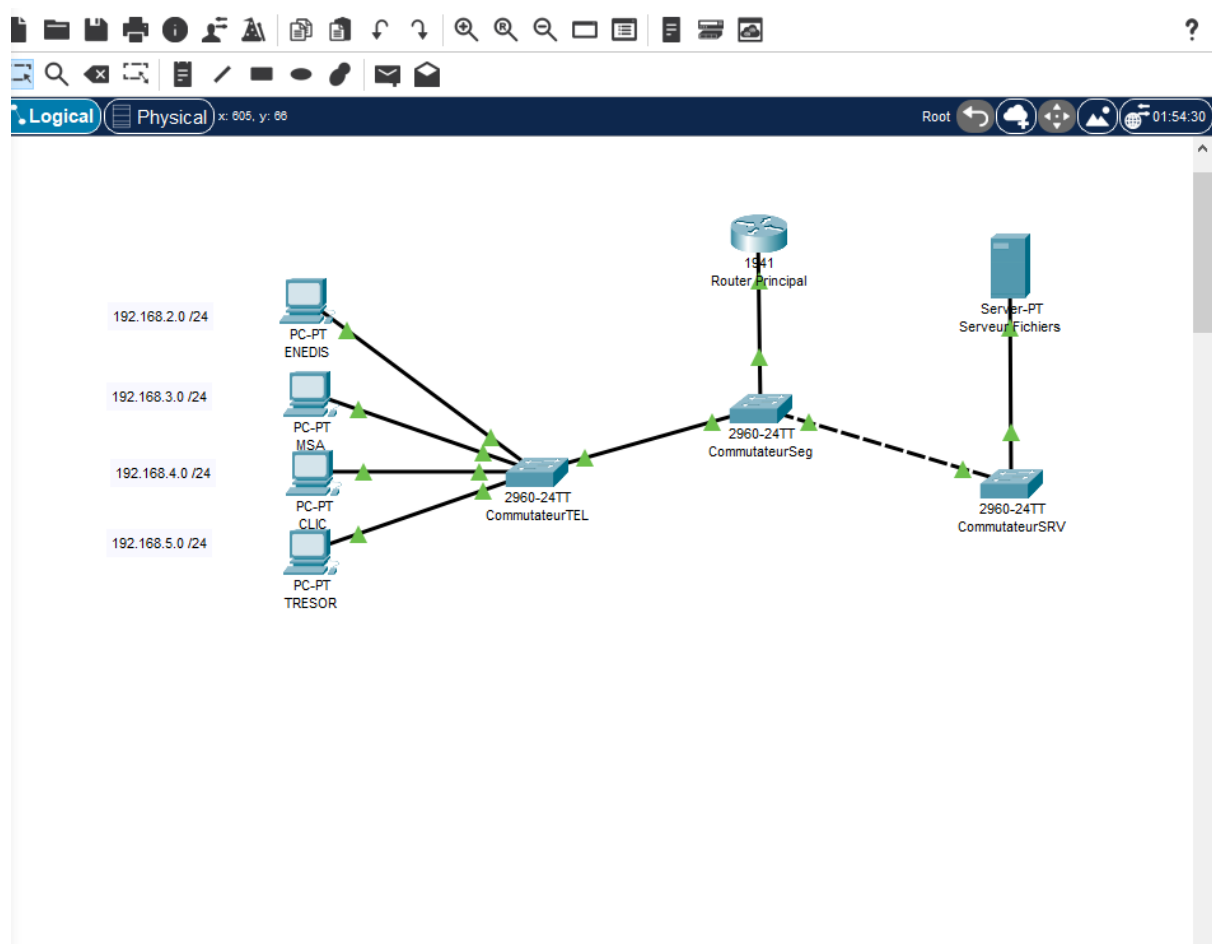 ?
Logical
Physical
x: 605, y: 66
Root
01:54:30
1941
Router Principal
Server-PT
Serveur Fichiers
192.168.2.0 /24
PC-PT
ENEDIS
192.168.3.0 /24
PC-PT
MSA
2960-24TT
CommutateurSeg
192.168.4.0 /24
PC-PT
CLIC
2960-24TT
CommutateurTEL
2960-24TT
CommutateurSRV
192.168.5.0 /24
PC-PT
TRESOR